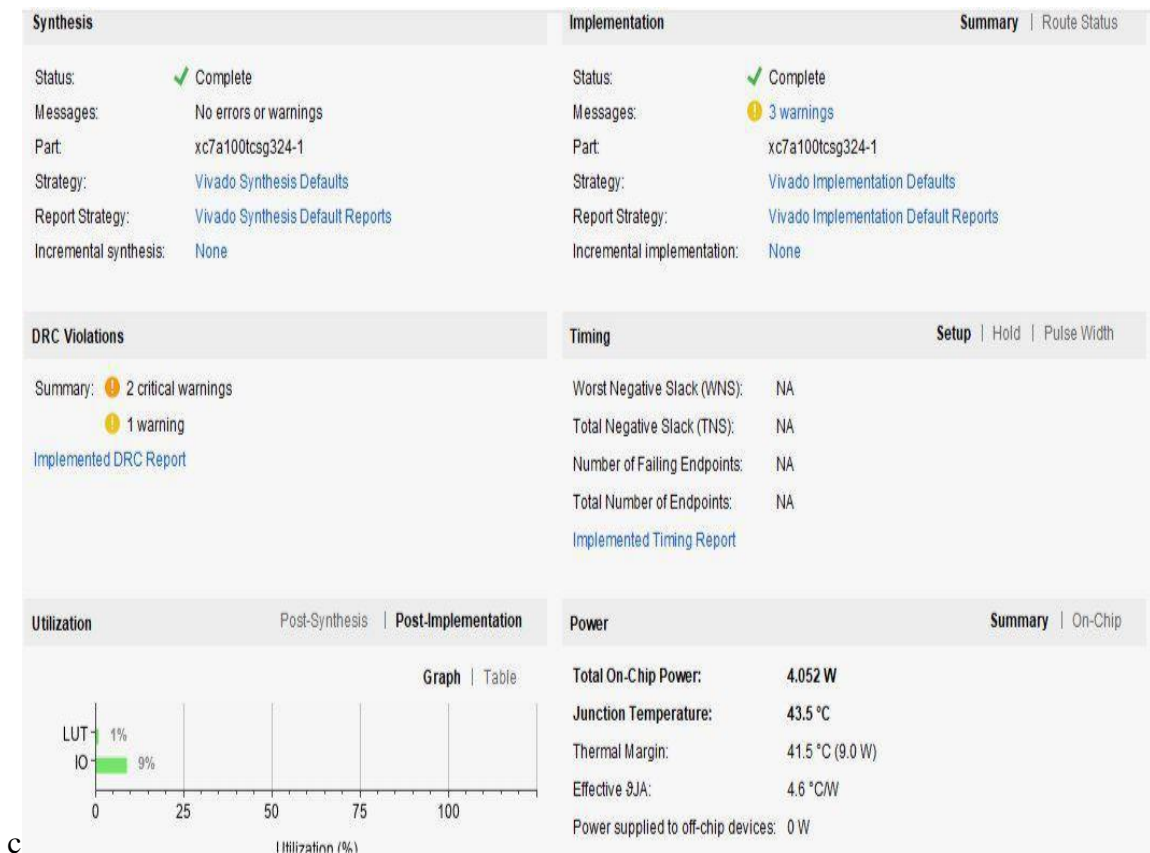 Synthesis
Status: Complete
Messages: No errors or warnings
Part: xc7a100tcsg324-1
Strategy: Vivado Synthesis Defaults
Report Strategy: Vivado Synthesis Default Reports
Incremental synthesis: None
Implementation Summary | Route Status
Status: Complete
Messages: 3 warnings
Part: xc7a100tcsg324-1
Strategy: Vivado Implementation Defaults
Report Strategy: Vivado Implementation Default Reports
Incremental implementation: None
DRC Violations
Summary: 2 critical warnings
1 warning
Implemented DRC Report
Timing Setup | Hold | Pulse Width
Worst Negative Slack (WNS): NA
Total Negative Slack (TNS): NA
Number of Failing Endpoints: NA
Total Number of Endpoints: NA
Implemented Timing Report
Utilization Post-Synthesis | Post-Implementation
Graph | Table
LUT 1%
IO 9%
0 25 50 75 100
Utilization (%)
Power Summary | On-Chip
Total On-Chip Power: 4.052 W
Junction Temperature: 43.5 °C
Thermal Margin: 41.5 °C (9.0 W)
Effective ϑJA: 4.6 °C/W
Power supplied to off-chip devices: 0 W
c